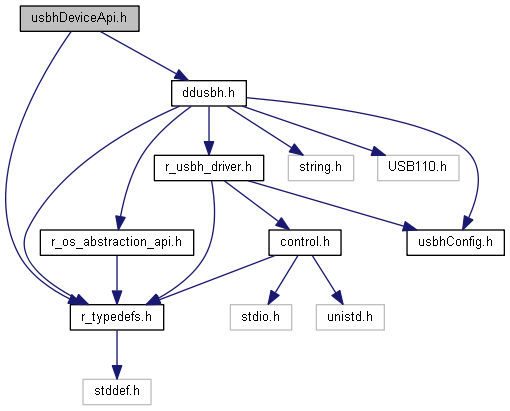 usbhDeviceApi.h
ddusbh.h
r_usbh_driver.h
string.h
USB110.h
r_os_abstraction_api.h
control.h
usbhConfig.h
r_typedefs.h
stdio.h
unistd.h
stddef.h